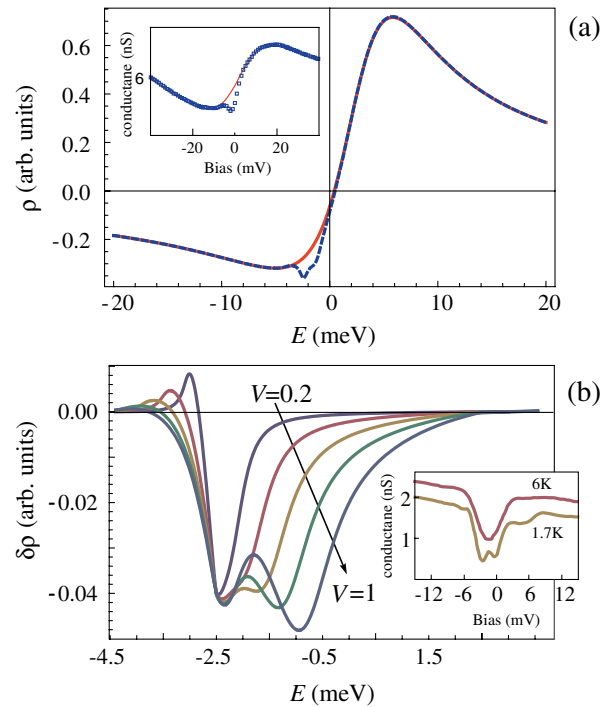 (a)
ρ (arb. units)
0.6
0.4
0.2
0.0
-0.2
-20
-10
0
10
20
E (meV)
conductane (nS)
6
-20
0
20
Bias (mV)
(b)
δρ (arb. units)
0.00
-0.02
-0.04
-4.5
-2.5
-0.5
1.5
E (meV)
V=0.2
V=1
conductane (nS)
2
1
6K
1.7K
-12
-6
0
6
12
Bias (mV)